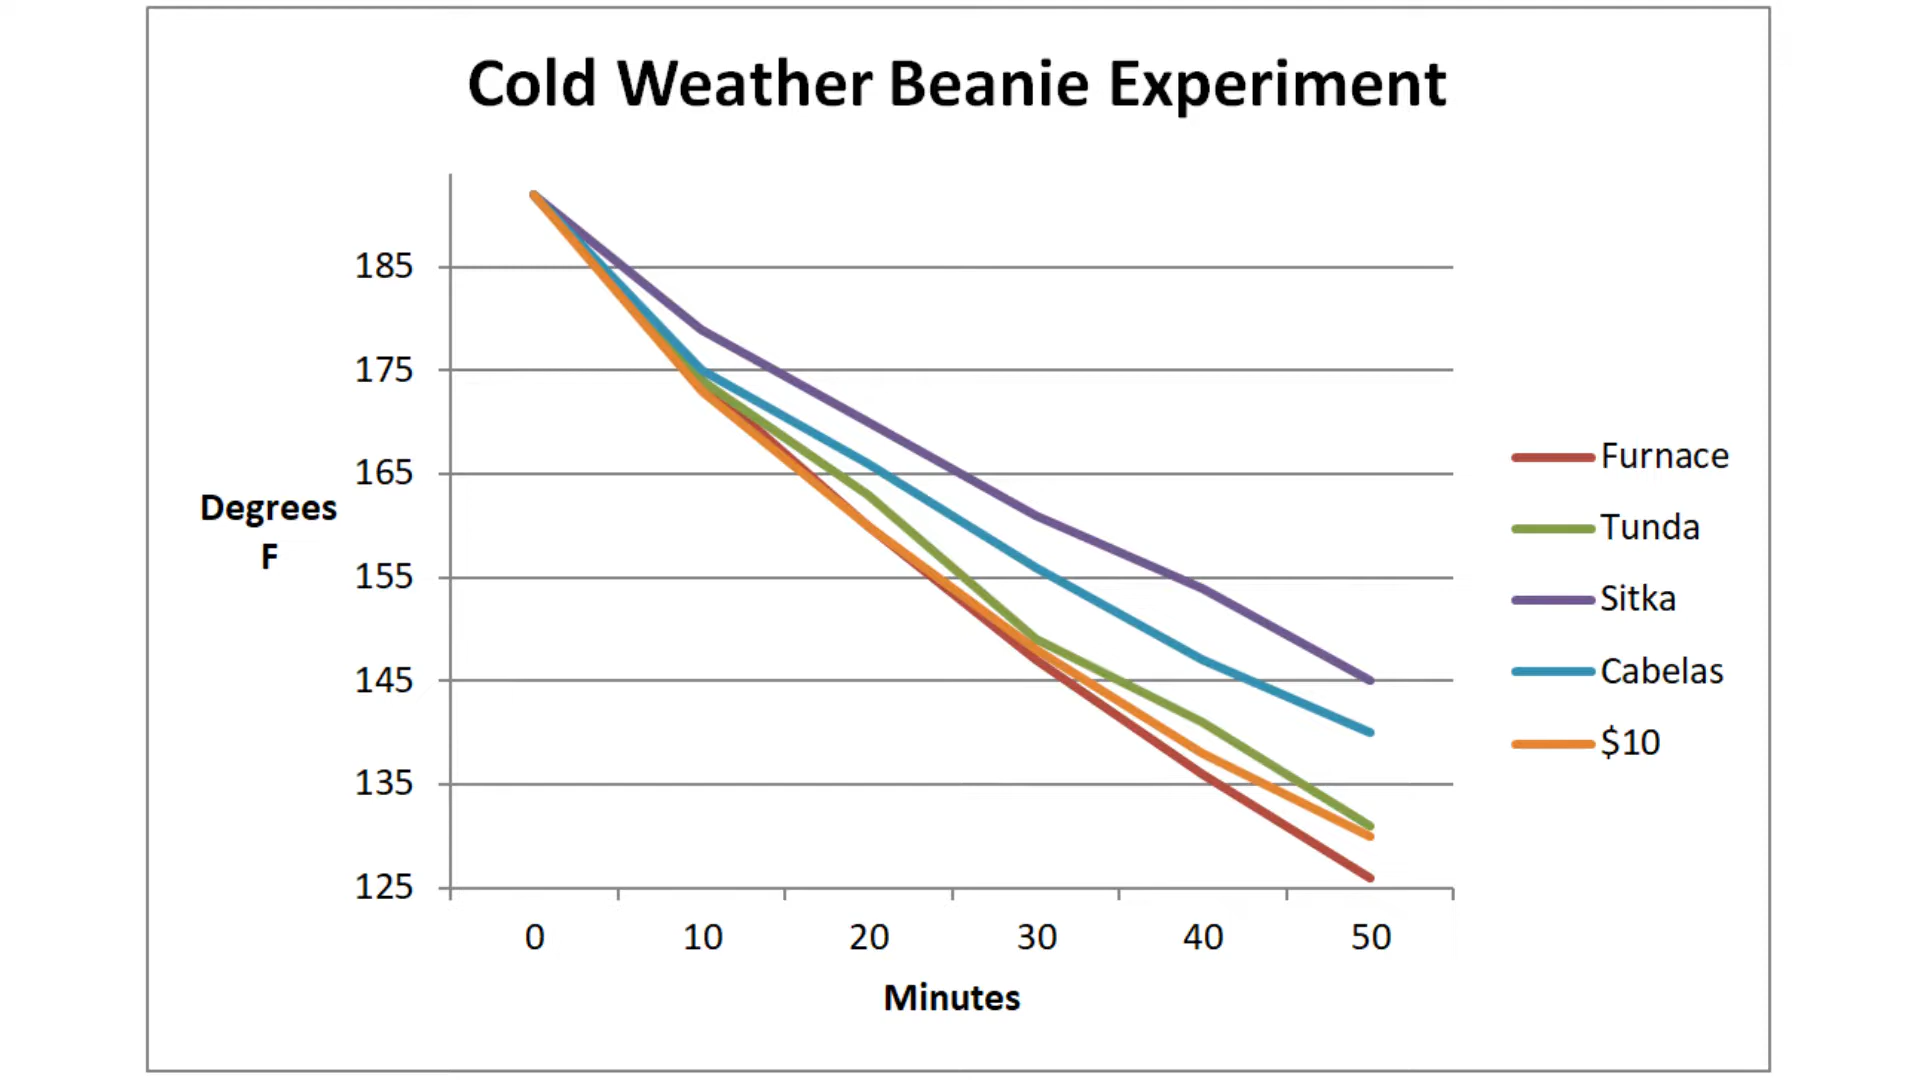 Cold Weather Beanie Experiment
185
175
165
155
145
135
125
Degrees
F
0 10 20 30 40 50
Minutes
Furnace
Tunda
Sitka
Cabelas
$10